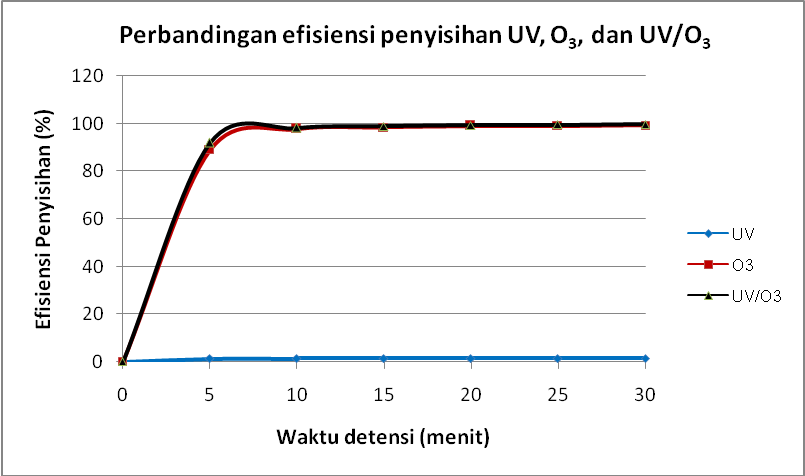 Perbandingan efisiensi penyisihan UV, O₃, dan UV/O₃
Efisiensi Penyisihan (%)
120
100
80
60
40
20
0
0 5 10 15 20 25 30
Waktu detensi (menit)
UV
O3
UV/O3